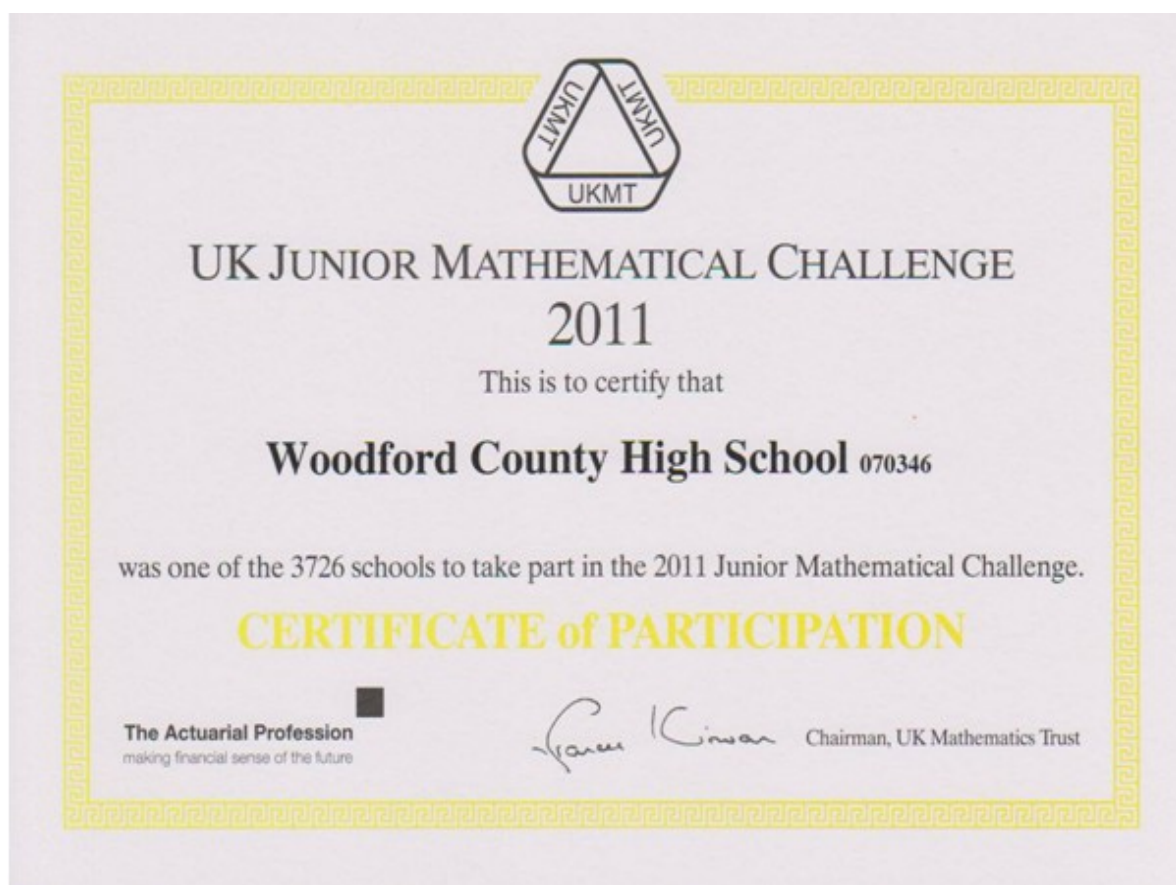 UKMT
UKMT
UKMT
UK JUNIOR MATHEMATICAL CHALLENGE
2011
This is to certify that
Woodford County High School 070346
was one of the 3726 schools to take part in the 2011 Junior Mathematical Challenge.
CERTIFICATE of PARTICIPATION
The Actuarial Profession
making financial sense of the future
Frances Kirwan Chairman, UK Mathematics Trust